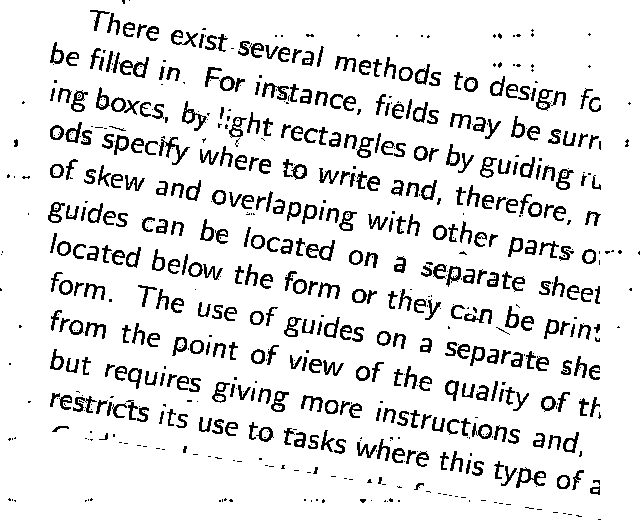 There exist several methods to design fo
be filled in. For instance, fields may be surr
ing boxes, by light rectangles or by guiding ru
ods specify where to write and, therefore, m
of skew and overlapping with other parts o
guides can be located on a separate sheet
located below the form or they can be print
form. The use of guides on a separate she
from the point of view of the quality of th
but requires giving more instructions and,
restricts its use to tasks where this type of a